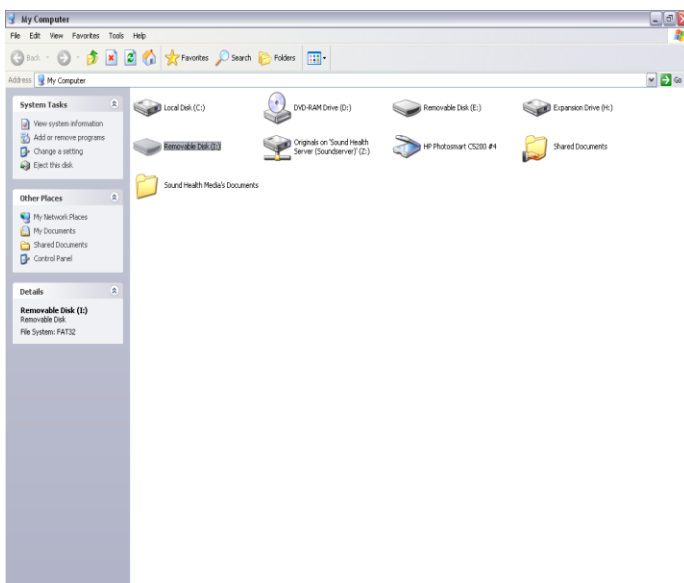 My Computer
File Edit View Favorites Tools Help
Back Favorites Search Folders
Address My Computer Go
System Tasks
View system information
Add or remove programs
Change a setting
Eject this disk
Other Places
My Network Places
My Documents
Shared Documents
Control Panel
Details
Removable Disk (I:)
Removable Disk
File System: FAT32
Local Disk (C:) DVD-RAM Drive (D:) Removable Disk (E:) Expansion Drive (H:)
Removable Disk (I:) Originals on 'Sound Health HP Photosmart C5200 #4 Shared Documents
Server (Soundserver)' (Z:)
Sound Health Media's Documents